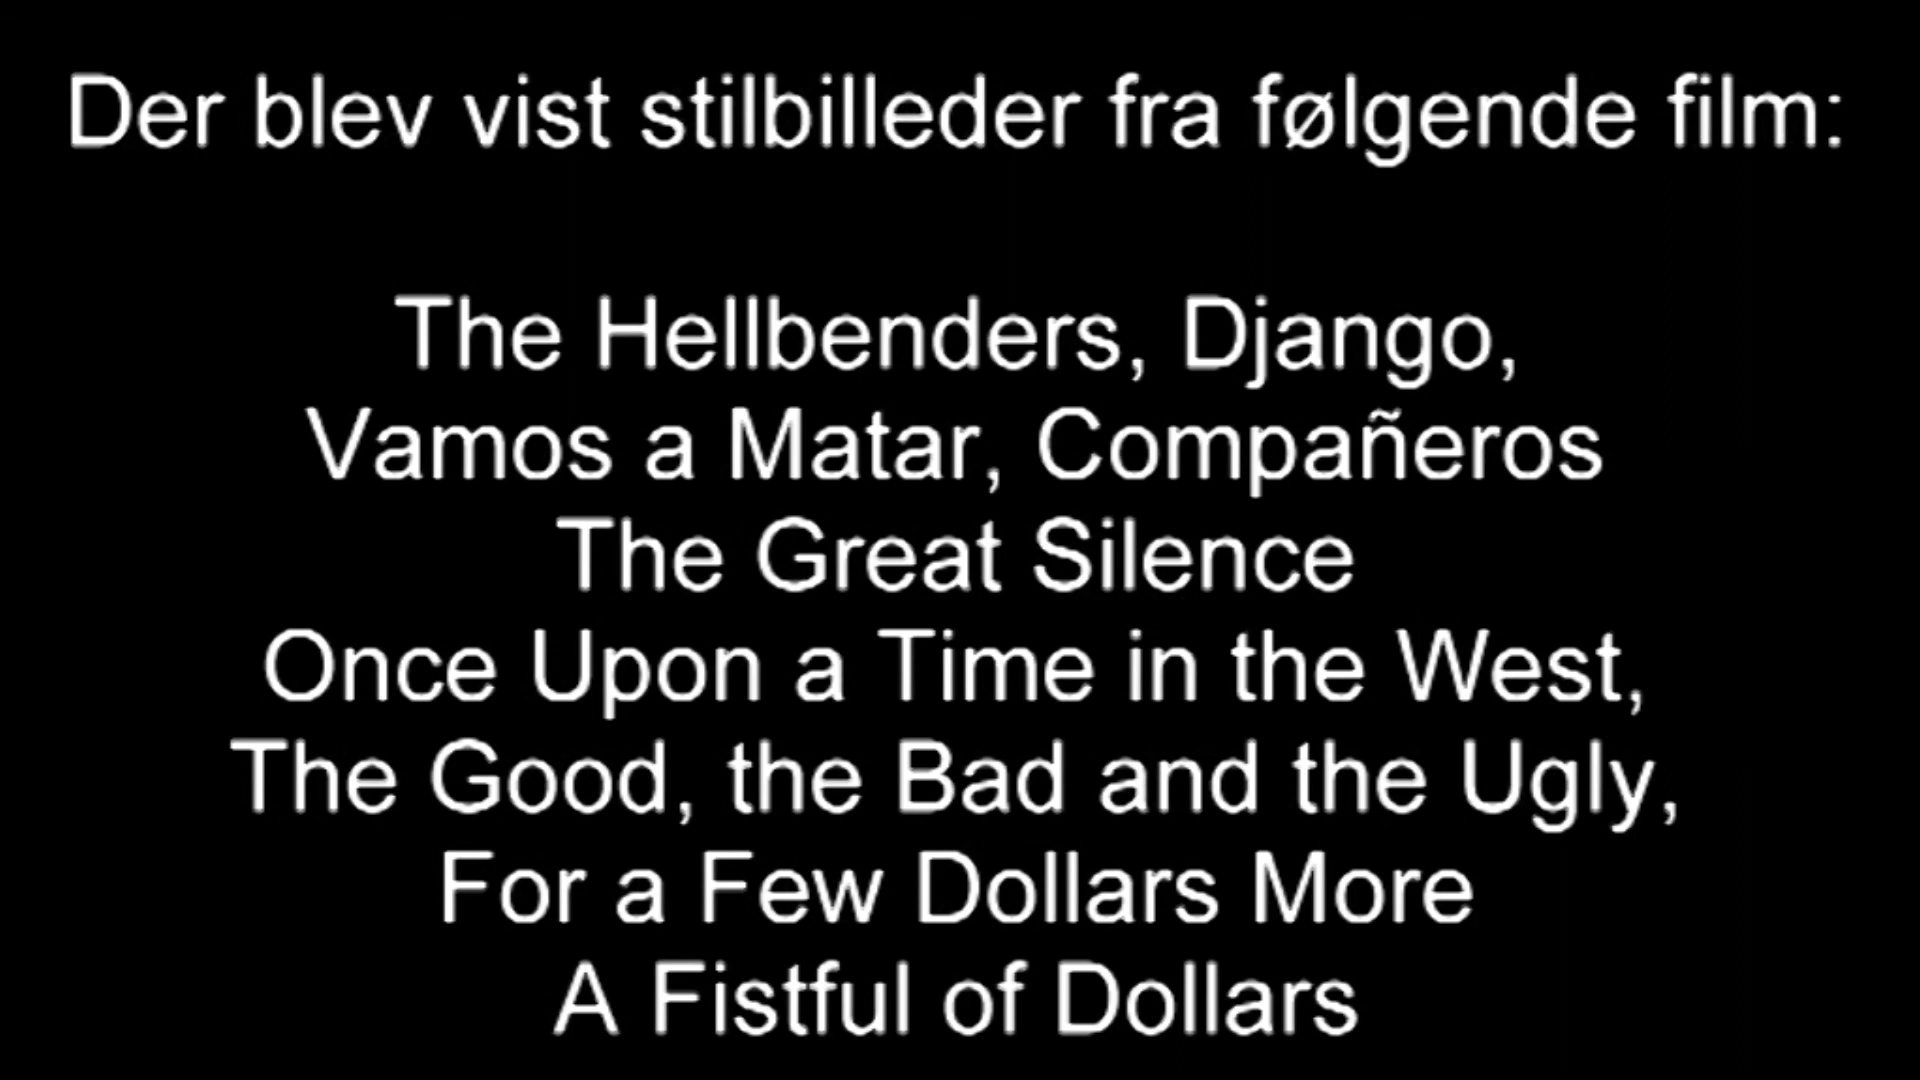 Der blev vist stilbilleder fra følgende film:
The Hellbenders, Django,
Vamos a Matar, Compañeros
The Great Silence
Once Upon a Time in the West,
The Good, the Bad and the Ugly,
For a Few Dollars More
A Fistful of Dollars